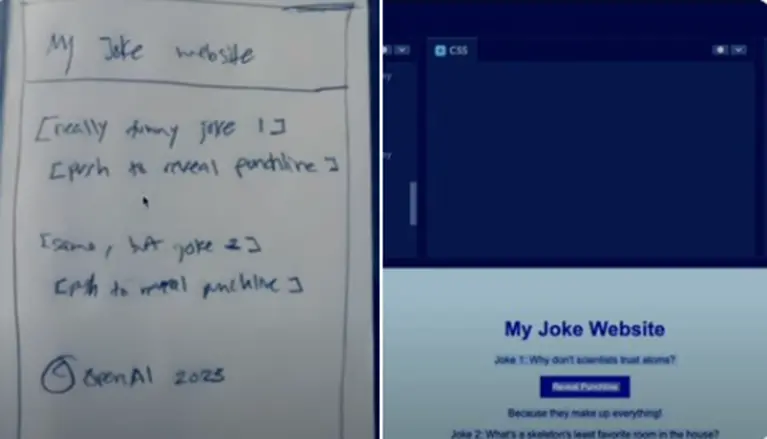 My Joke website
[really funny joke 1]
[push to reveal punchline]
[same, but joke 2]
[push to reveal punchline]
© OpenAI 2023
CSS
My Joke Website
Joke 1: Why don't scientists trust atoms?
Reveal Punchline
Because they make up everything!
Joke 2: What's a skeleton's least favorite room in the house?